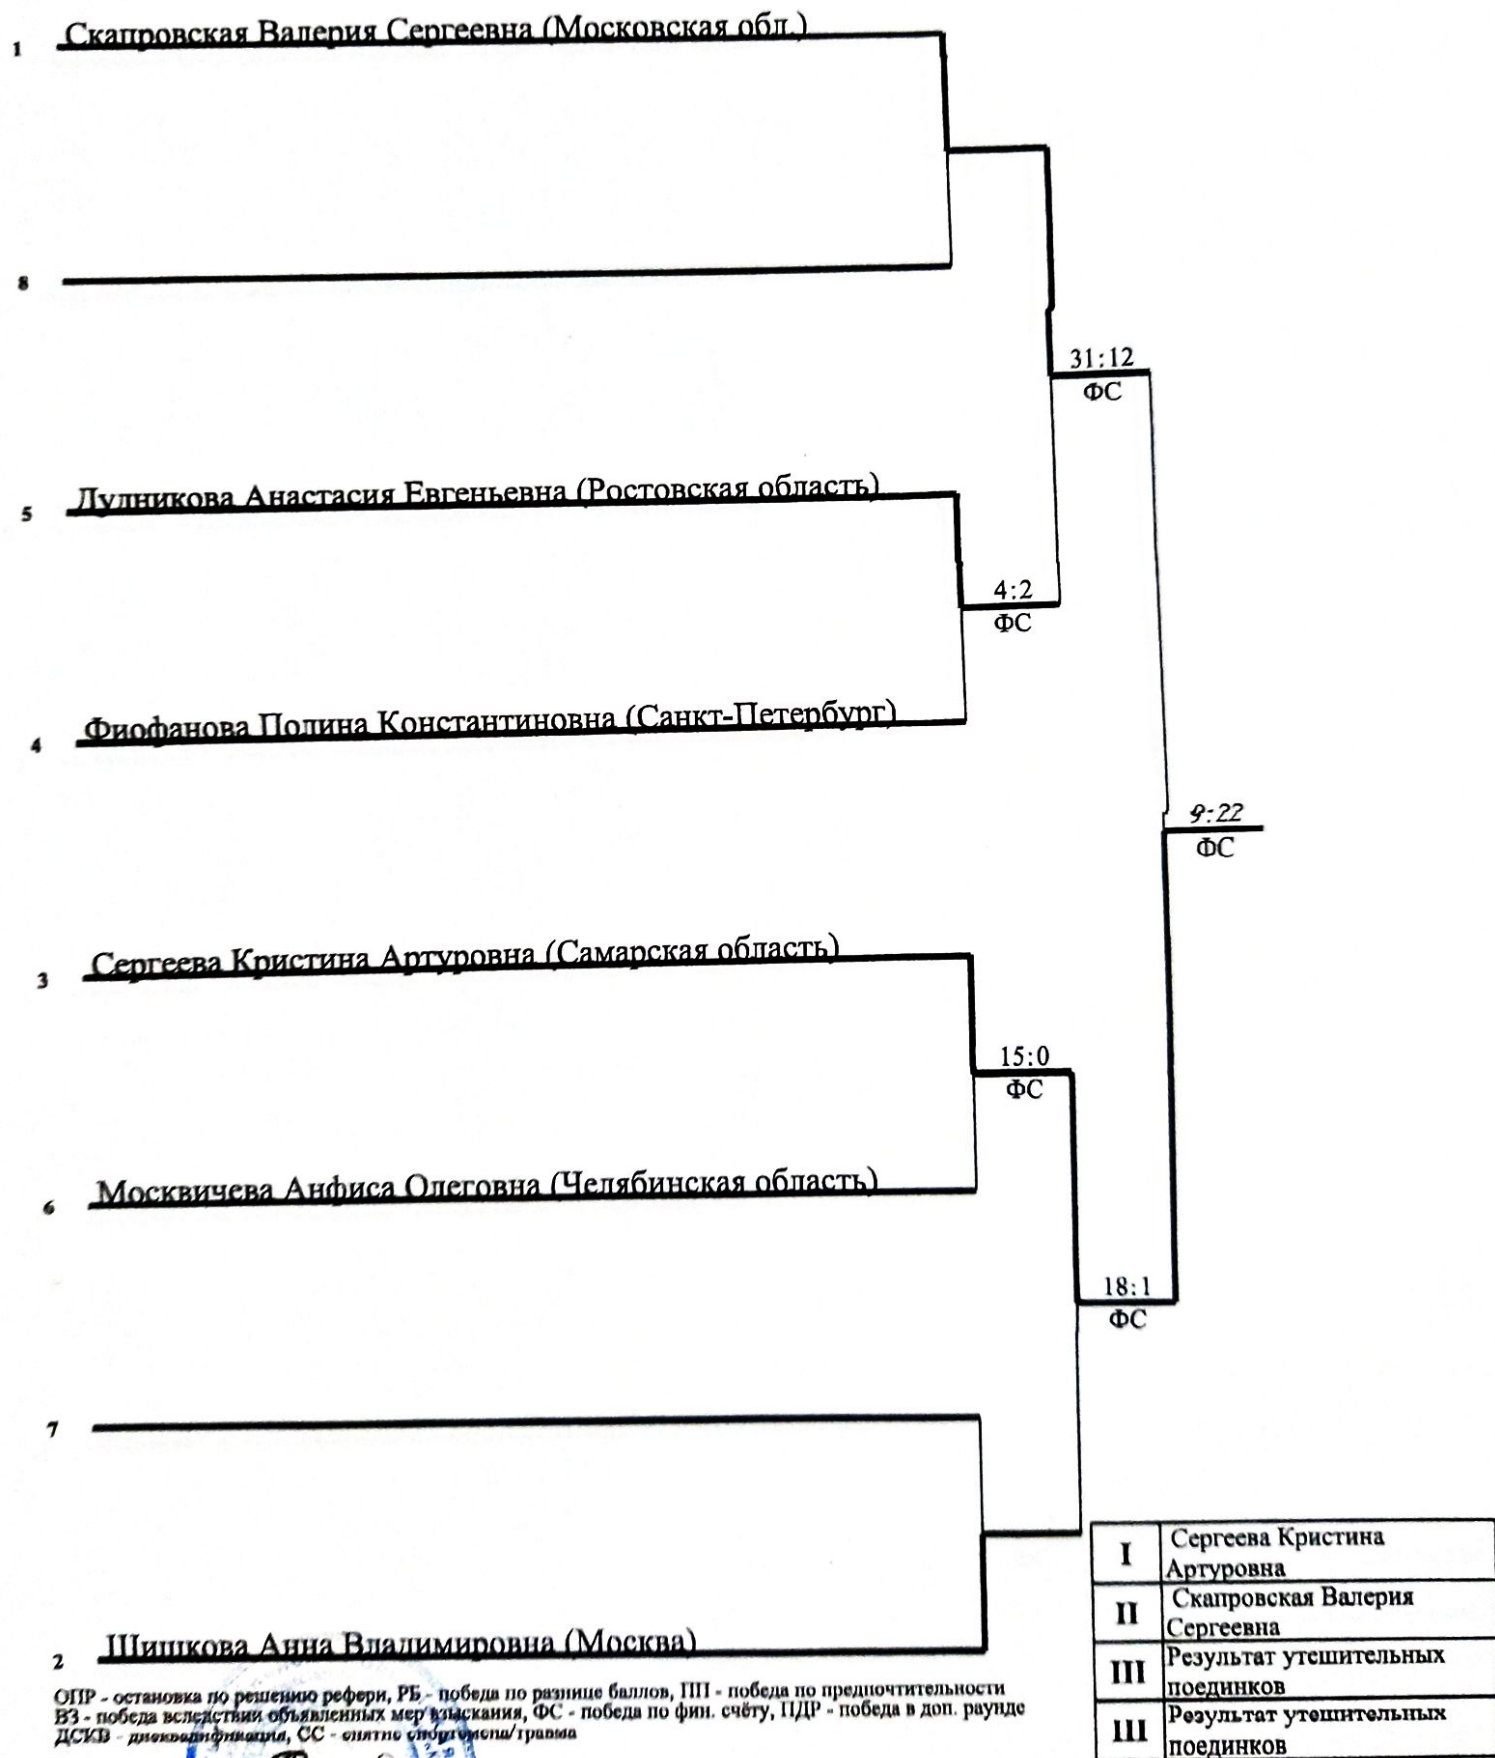 1 Скапровская Валерия Сергеевна (Московская обл.)
8
31:12
ФС
5 Лудникова Анастасия Евгеньевна (Ростовская область)
4:2
ФС
4 Фиофанова Полина Константиновна (Санкт-Петербург)
9:22
ФС
3 Сергеева Кристина Артуровна (Самарская область)
15:0
ФС
6 Москвичева Анфиса Олеговна (Челябинская область)
18:1
ФС
7
2 Шишкова Анна Владимировна (Москва)
I Сергеева Кристина
Артуровна
II Скапровская Валерия
Сергеевна
III Результат утешительных
поединков
III Результат утешительных
поединков
ОПР - остановка по решению рефери, РБ - победа по разнице баллов, ПП - победа по предпочтительности
ВЗ - победа вследствии объявленных мер взыскания, ФС - победа по фин. счёту, ПДР - победа в доп. раунде
ДСКВ - дисквалификация, СС - снятие спортсмена/травма